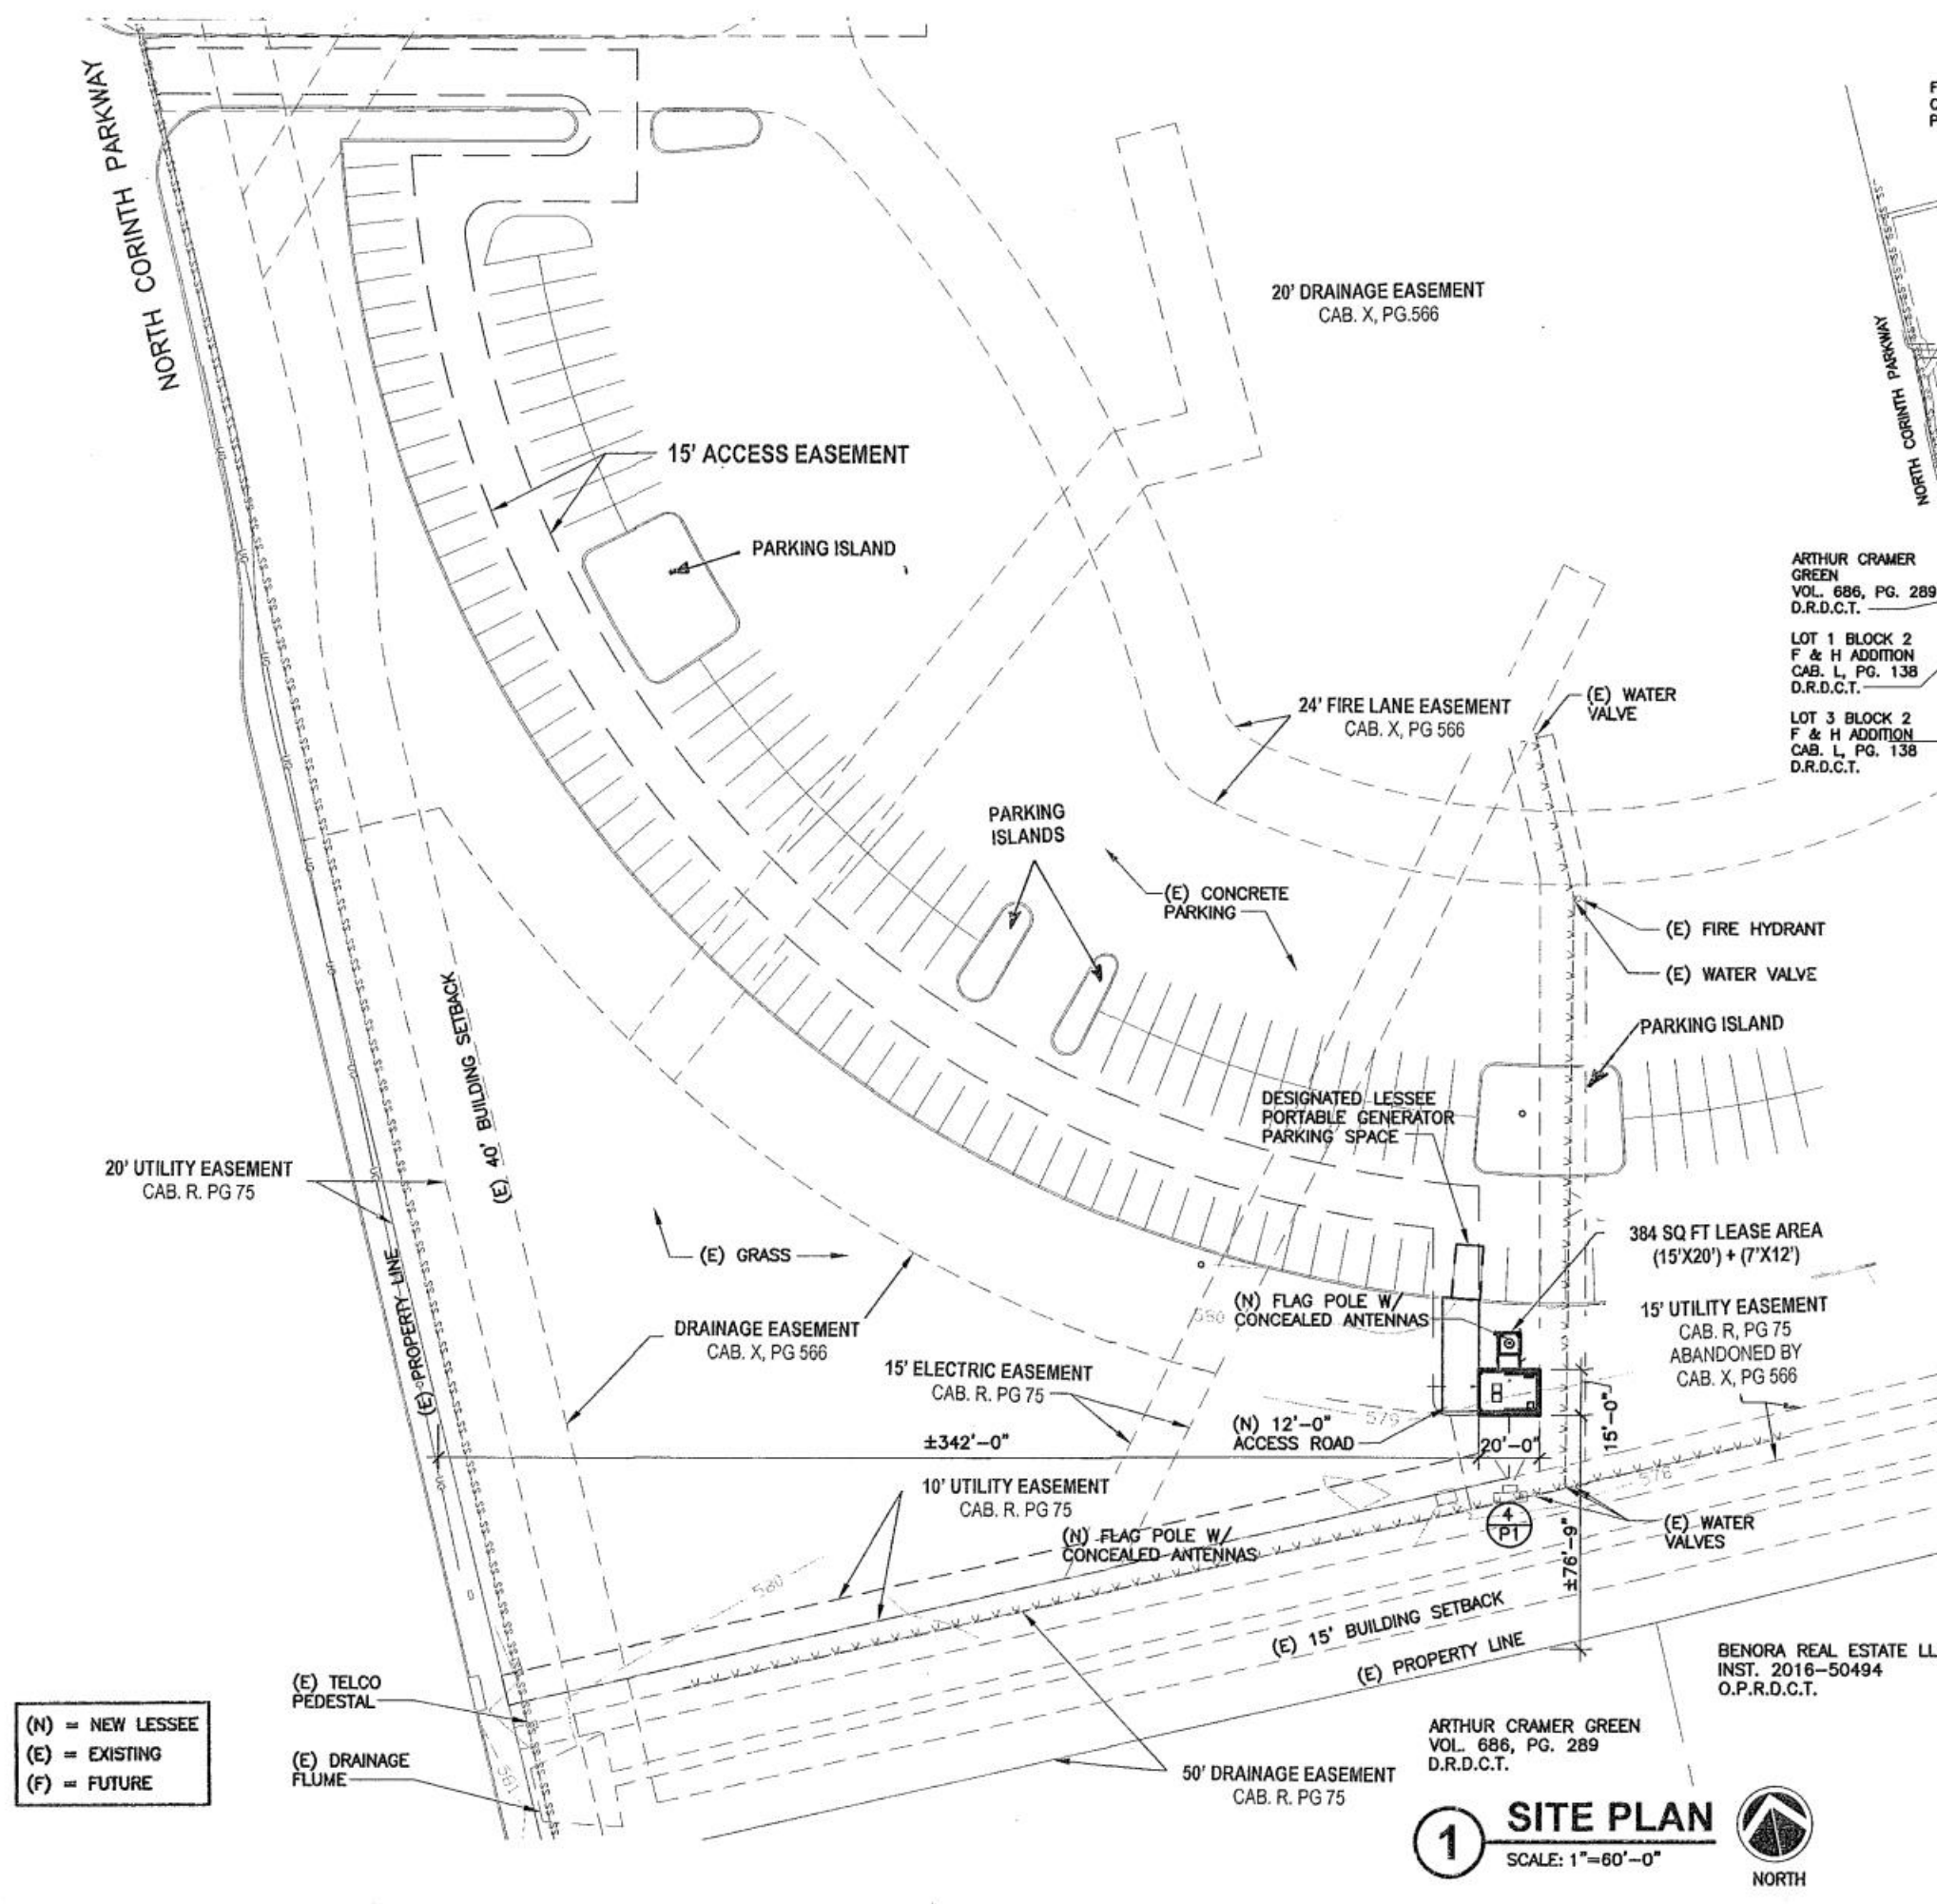 NORTH CORINTH PARKWAY
20' DRAINAGE EASEMENT
CAB. X, PG.566
NORTH CORINTH PARKWAY
15' ACCESS EASEMENT
PARKING ISLAND
ARTHUR CRAMER
GREEN
VOL. 686, PG. 289
D.R.D.C.T.
LOT 1 BLOCK 2
F & H ADDITION
CAB. L, PG. 138
D.R.D.C.T.
LOT 3 BLOCK 2
F & H ADDITION
CAB. L, PG. 138
D.R.D.C.T.
24' FIRE LANE EASEMENT
CAB. X, PG 566
(E) WATER
VALVE
PARKING
ISLANDS
(E) CONCRETE
PARKING
(E) FIRE HYDRANT
(E) WATER VALVE
PARKING ISLAND
(E) 40' BUILDING SETBACK
DESIGNATED LESSEE
PORTABLE GENERATOR
PARKING SPACE
20' UTILITY EASEMENT
CAB. R. PG 75
(E) PROPERTY LINE
(E) GRASS
384 SQ FT LEASE AREA
(15'X20') + (7'X12')
(N) FLAG POLE W/
CONCEALED ANTENNAS
580
DRAINAGE EASEMENT
CAB. X, PG 566
15' UTILITY EASEMENT
CAB. R, PG 75
ABANDONED BY
CAB. X, PG 566
15' ELECTRIC EASEMENT
CAB. R. PG 75
579
(N) 12'-0"
ACCESS ROAD
±342'-0"
20'-0"
15'-0"
578
10' UTILITY EASEMENT
CAB. R. PG 75
(N) FLAG POLE W/
CONCEALED ANTENNAS
4
P1
(E) WATER
VALVES
±76'-9"
580
(E) 15' BUILDING SETBACK
(E) PROPERTY LINE
BENORA REAL ESTATE LL
INST. 2016-50494
O.P.R.D.C.T.
(E) TELCO
PEDESTAL
(E) DRAINAGE
FLUME
581
50' DRAINAGE EASEMENT
CAB. R. PG 75
ARTHUR CRAMER GREEN
VOL. 686, PG. 289
D.R.D.C.T.
(N) = NEW LESSEE
(E) = EXISTING
(F) = FUTURE
1
SITE PLAN
SCALE: 1"=60'-0"
NORTH